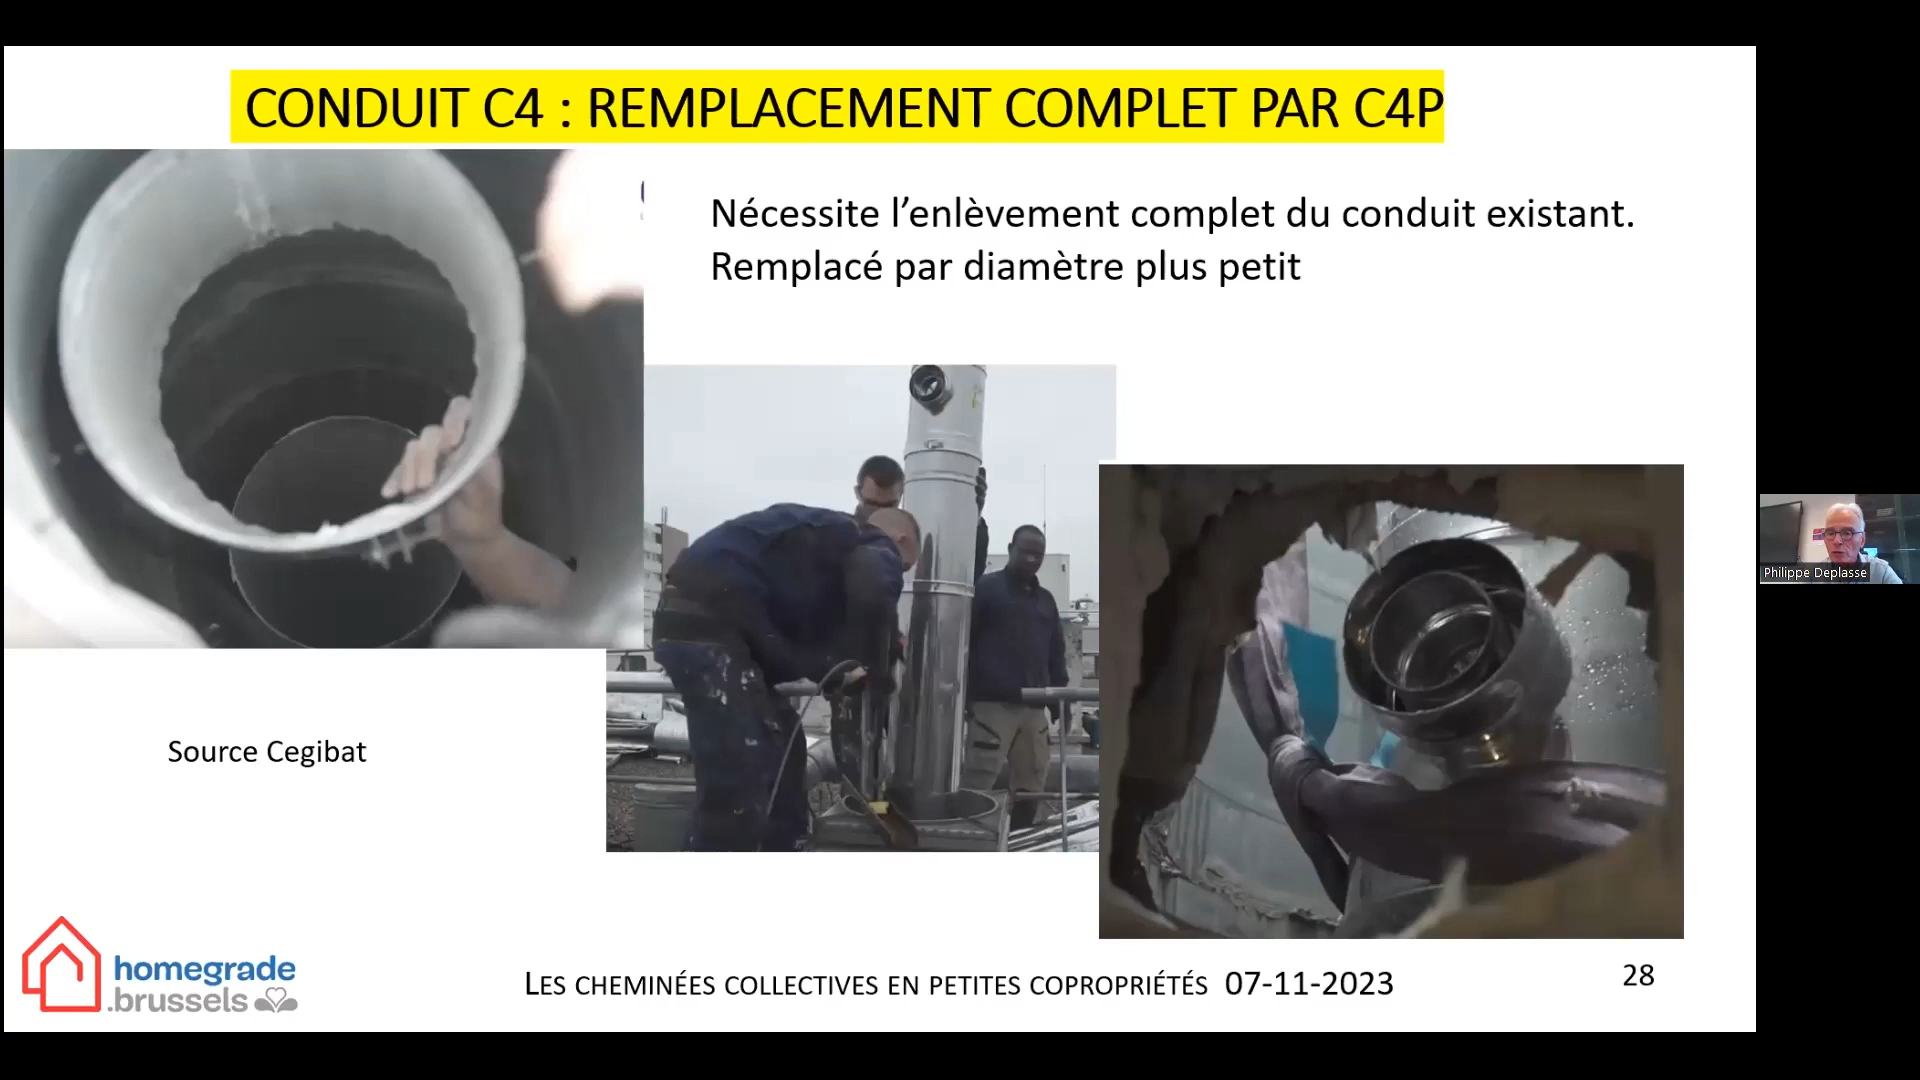 CONDUIT C4 : REMPLACEMENT COMPLET PAR C4P
Nécessite l’enlèvement complet du conduit existant.
Remplacé par diamètre plus petit
Philippe Deplasse
Source Cegibat
homegrade
.brussels
LES CHEMINÉES COLLECTIVES EN PETITES COPROPRIÉTÉS 07-11-2023
28